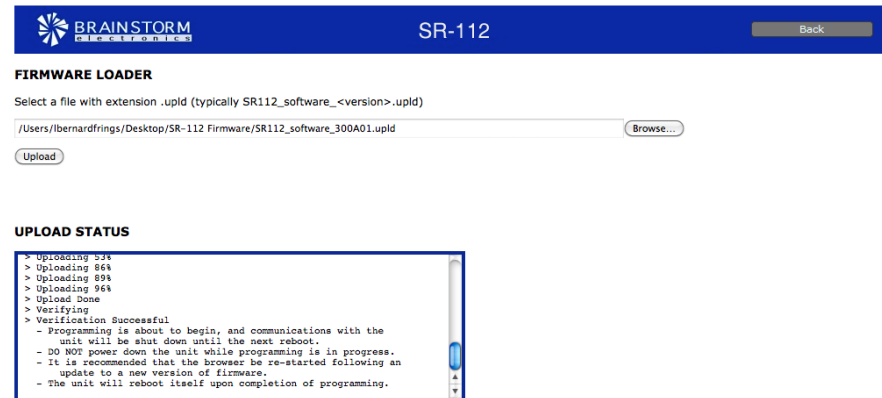 BRAINSTORM
electronics
SR-112
Back
FIRMWARE LOADER
Select a file with extension .upld (typically SR112_software_<version>.upld)
/Users/lbernardfrings/Desktop/SR-112 Firmware/SR112_software_300A01.upld
Browse...
Upload
UPLOAD STATUS
> Uploading 53%
> Uploading 86%
> Uploading 89%
> Uploading 96%
> Upload Done
> Verifying
> Verification Successful
- Programming is about to begin, and communications with the
unit will be shut down until the next reboot.
- DO NOT power down the unit while programming is in progress.
- It is recommended that the browser be re-started following an
update to a new version of firmware.
- The unit will reboot itself upon completion of programming.